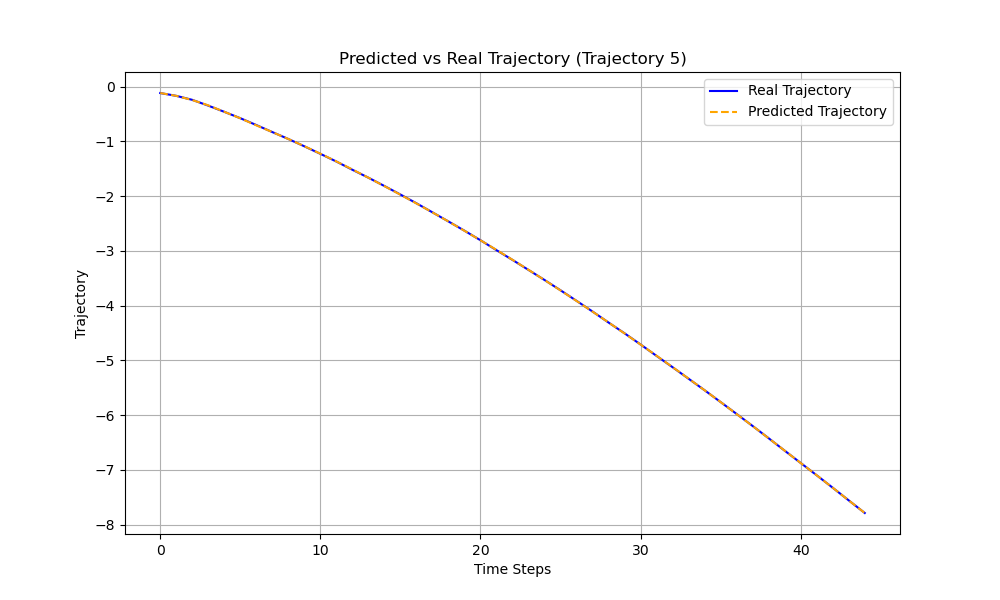 Predicted vs Real Trajectory (Trajectory 5)
Real Trajectory
Predicted Trajectory
Trajectory
0
−1
−2
−3
−4
−5
−6
−7
−8
0 10 20 30 40
Time Steps